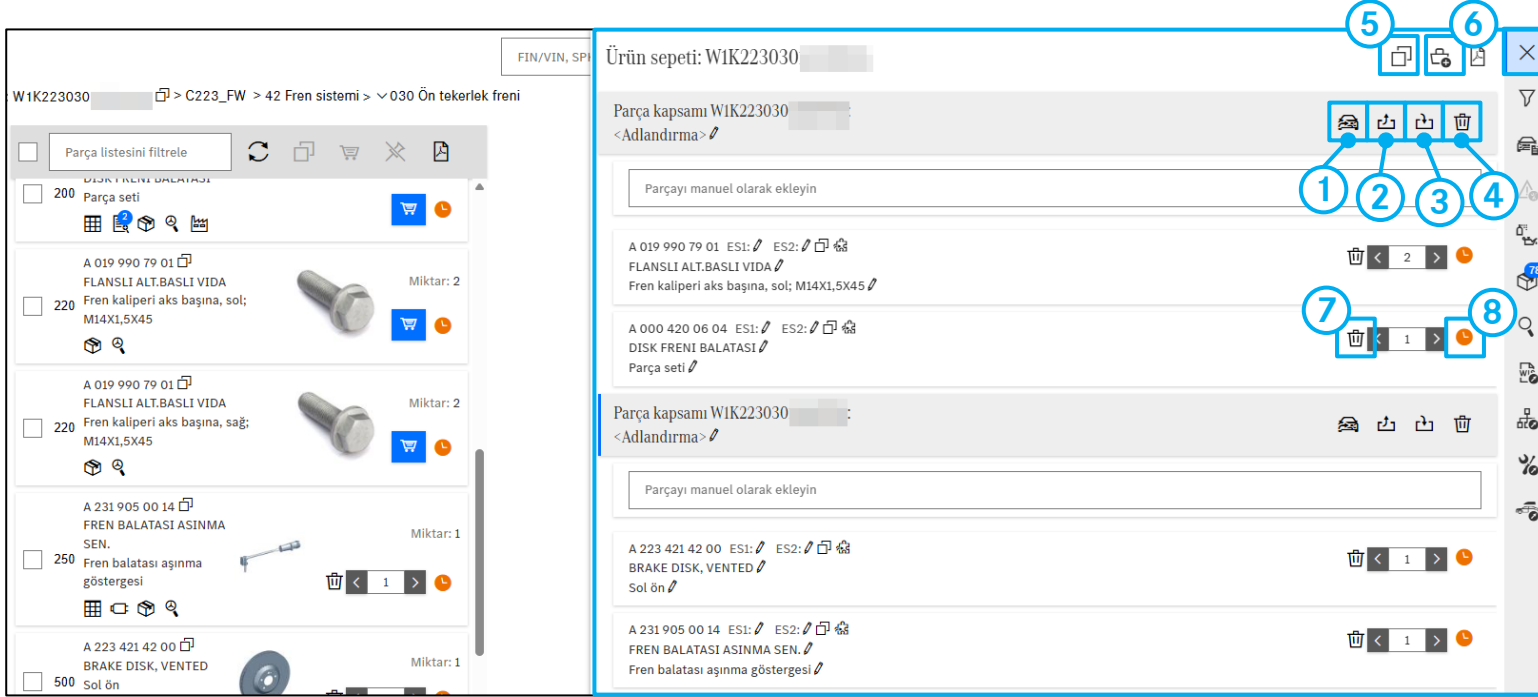 FIN/VIN, SP
W1K223030 > C223_FW > 42 Fren sistemi > 030 Ön tekerlek freni
Parça listesini filtrele
DISK FRENI BALATASI
200 Parça seti
2
A 019 990 79 01
FLANSLI ALT.BASLI VIDA
Miktar: 2
220 Fren kaliperi aks başına, sol;
M14X1,5X45
A 019 990 79 01
FLANSLI ALT.BASLI VIDA
Miktar: 2
220 Fren kaliperi aks başına, sağ;
M14X1,5X45
A 231 905 00 14
FREN BALATASI ASINMA
SEN.
Miktar: 1
250 Fren balatası aşınma
göstergesi
1
A 223 421 42 00
BRAKE DISK, VENTED
Miktar: 1
500 Sol ön
Ürün sepeti: W1K223030
5
6
Parça kapsamı W1K223030 :
<Adlandırma>
1
2
3
4
Parçayı manuel olarak ekleyin
A 019 990 79 01 ES1: ES2:
FLANSLI ALT.BASLI VIDA
Fren kaliperi aks başına, sol; M14X1,5X45
2
A 000 420 06 04 ES1: ES2:
DISK FRENI BALATASI
Parça seti
7
1
8
Parça kapsamı W1K223030 :
<Adlandırma>
Parçayı manuel olarak ekleyin
A 223 421 42 00 ES1: ES2:
BRAKE DISK, VENTED
Sol ön
1
A 231 905 00 14 ES1: ES2:
FREN BALATASI ASINMA SEN.
Fren balatası aşınma göstergesi
1
78
WIS